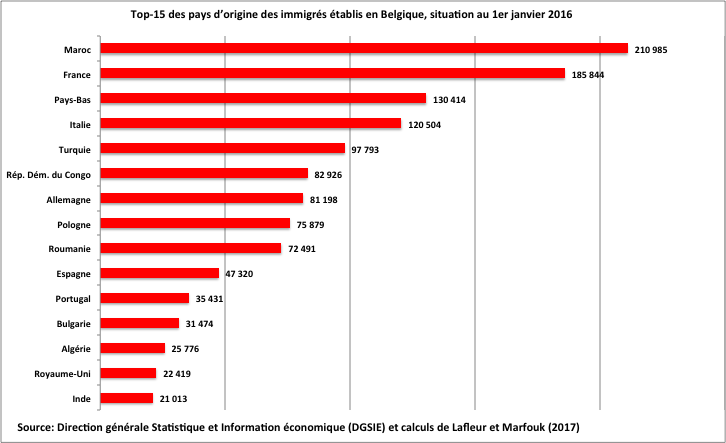 Top-15 des pays d’origine des immigrés établis en Belgique, situation au 1er janvier 2016
Maroc 210 985
France 185 844
Pays-Bas 130 414
Italie 120 504
Turquie 97 793
Rép. Dém. du Congo 82 926
Allemagne 81 198
Pologne 75 879
Roumanie 72 491
Espagne 47 320
Portugal 35 431
Bulgarie 31 474
Algérie 25 776
Royaume-Uni 22 419
Inde 21 013
Source: Direction générale Statistique et Information économique (DGSIE) et calculs de Lafleur et Marfouk (2017)